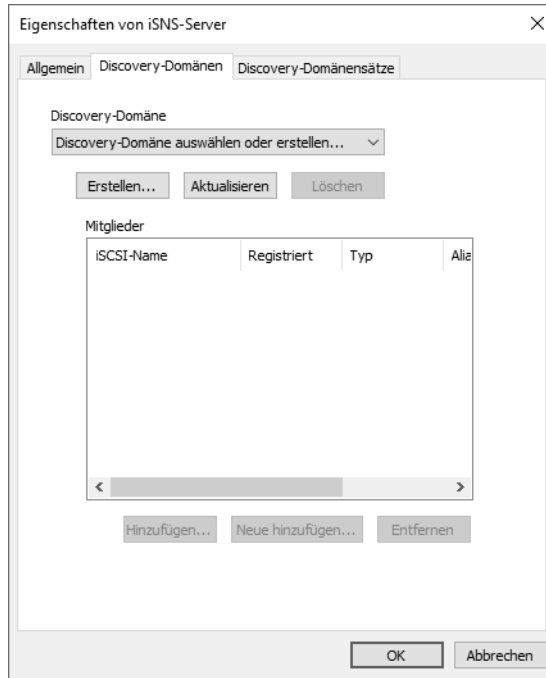 Eigenschaften von iSNS-Server
Allgemein Discovery-Domänen Discovery-Domänensätze
Discovery-Domäne
Discovery-Domäne auswählen oder erstellen...
Erstellen... Aktualisieren Löschen
Mitglieder
iSCSI-Name Registriert Typ Alia
Hinzufügen... Neue hinzufügen... Entfernen
OK Abbrechen